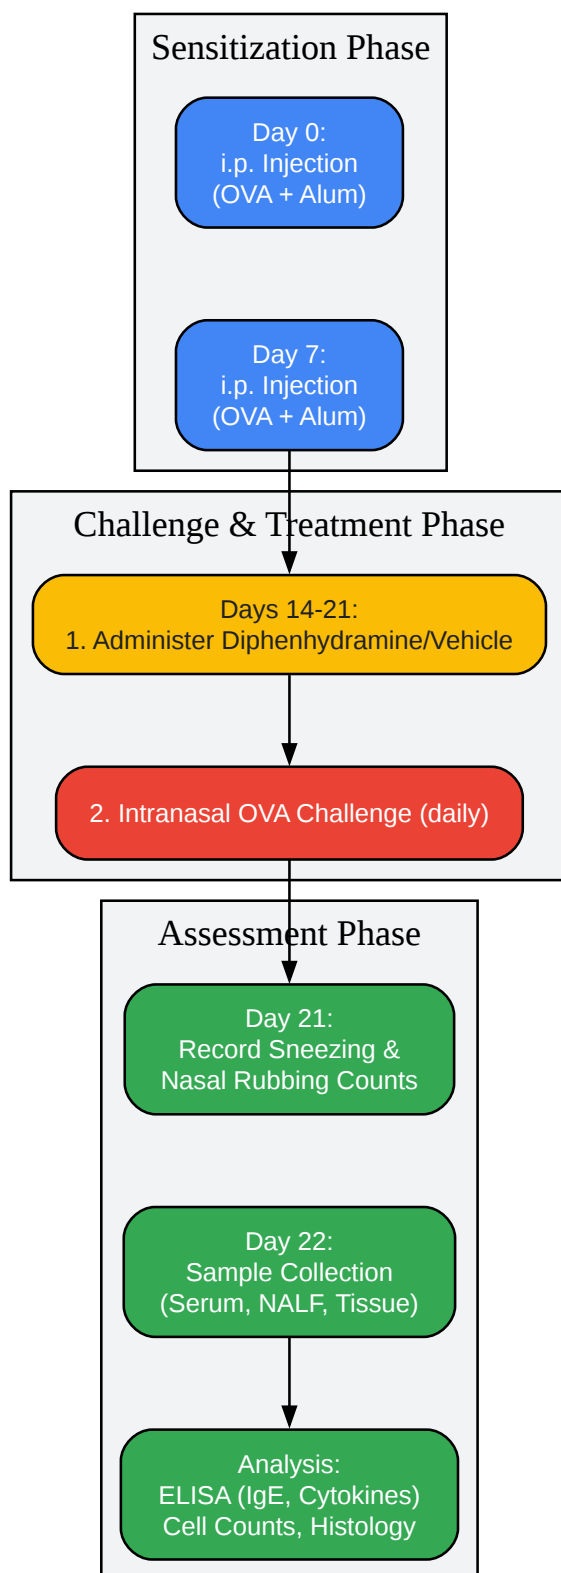 Sensitization Phase
Day 0:
i.p. Injection
(OVA + Alum)
Day 7:
i.p. Injection
(OVA + Alum)
Challenge & Treatment Phase
Days 14-21:
1. Administer Diphenhydramine/Vehicle
2. Intranasal OVA Challenge (daily)
Assessment Phase
Day 21:
Record Sneezing &
Nasal Rubbing Counts
Day 22:
Sample Collection
(Serum, NALF, Tissue)
Analysis:
ELISA (IgE, Cytokines)
Cell Counts, Histology